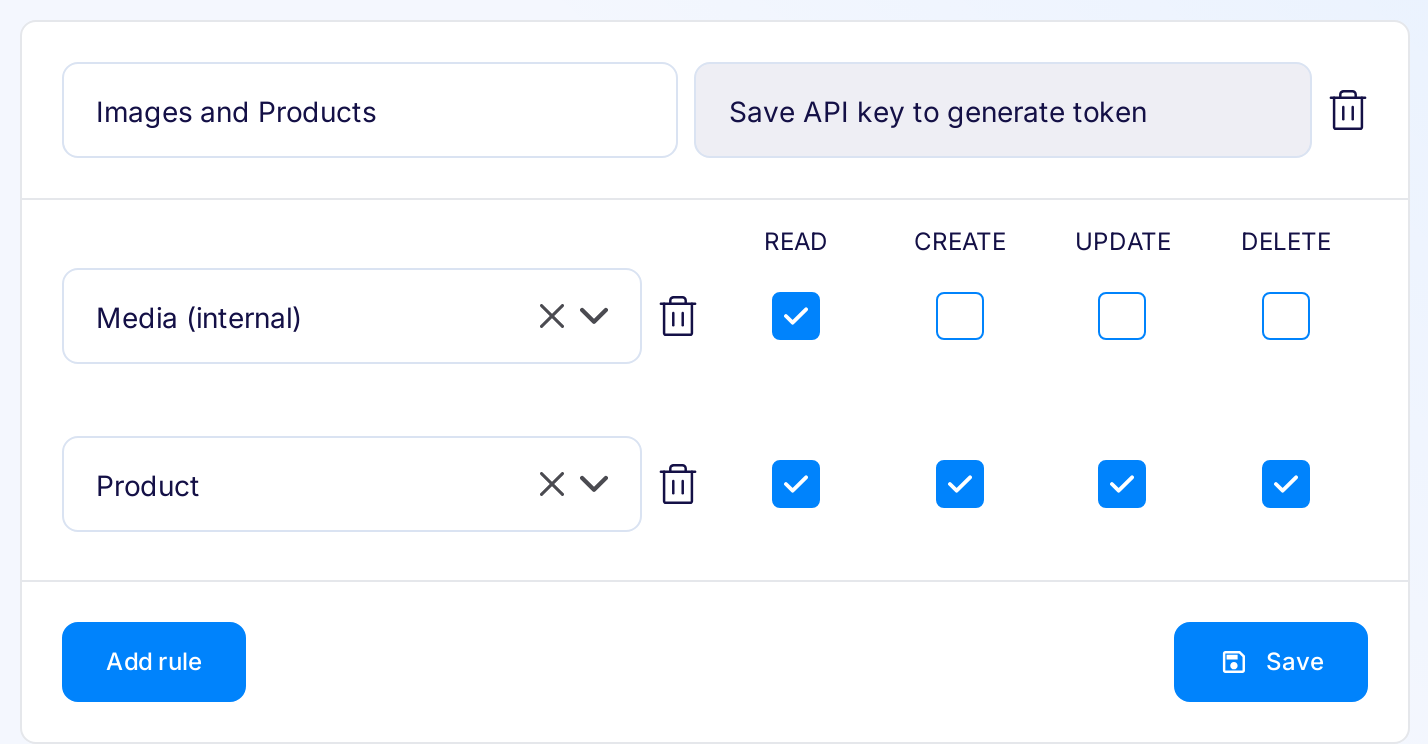 Images and Products
Save API key to generate token
READ CREATE UPDATE DELETE
Media (internal)
Product
Add rule
Save